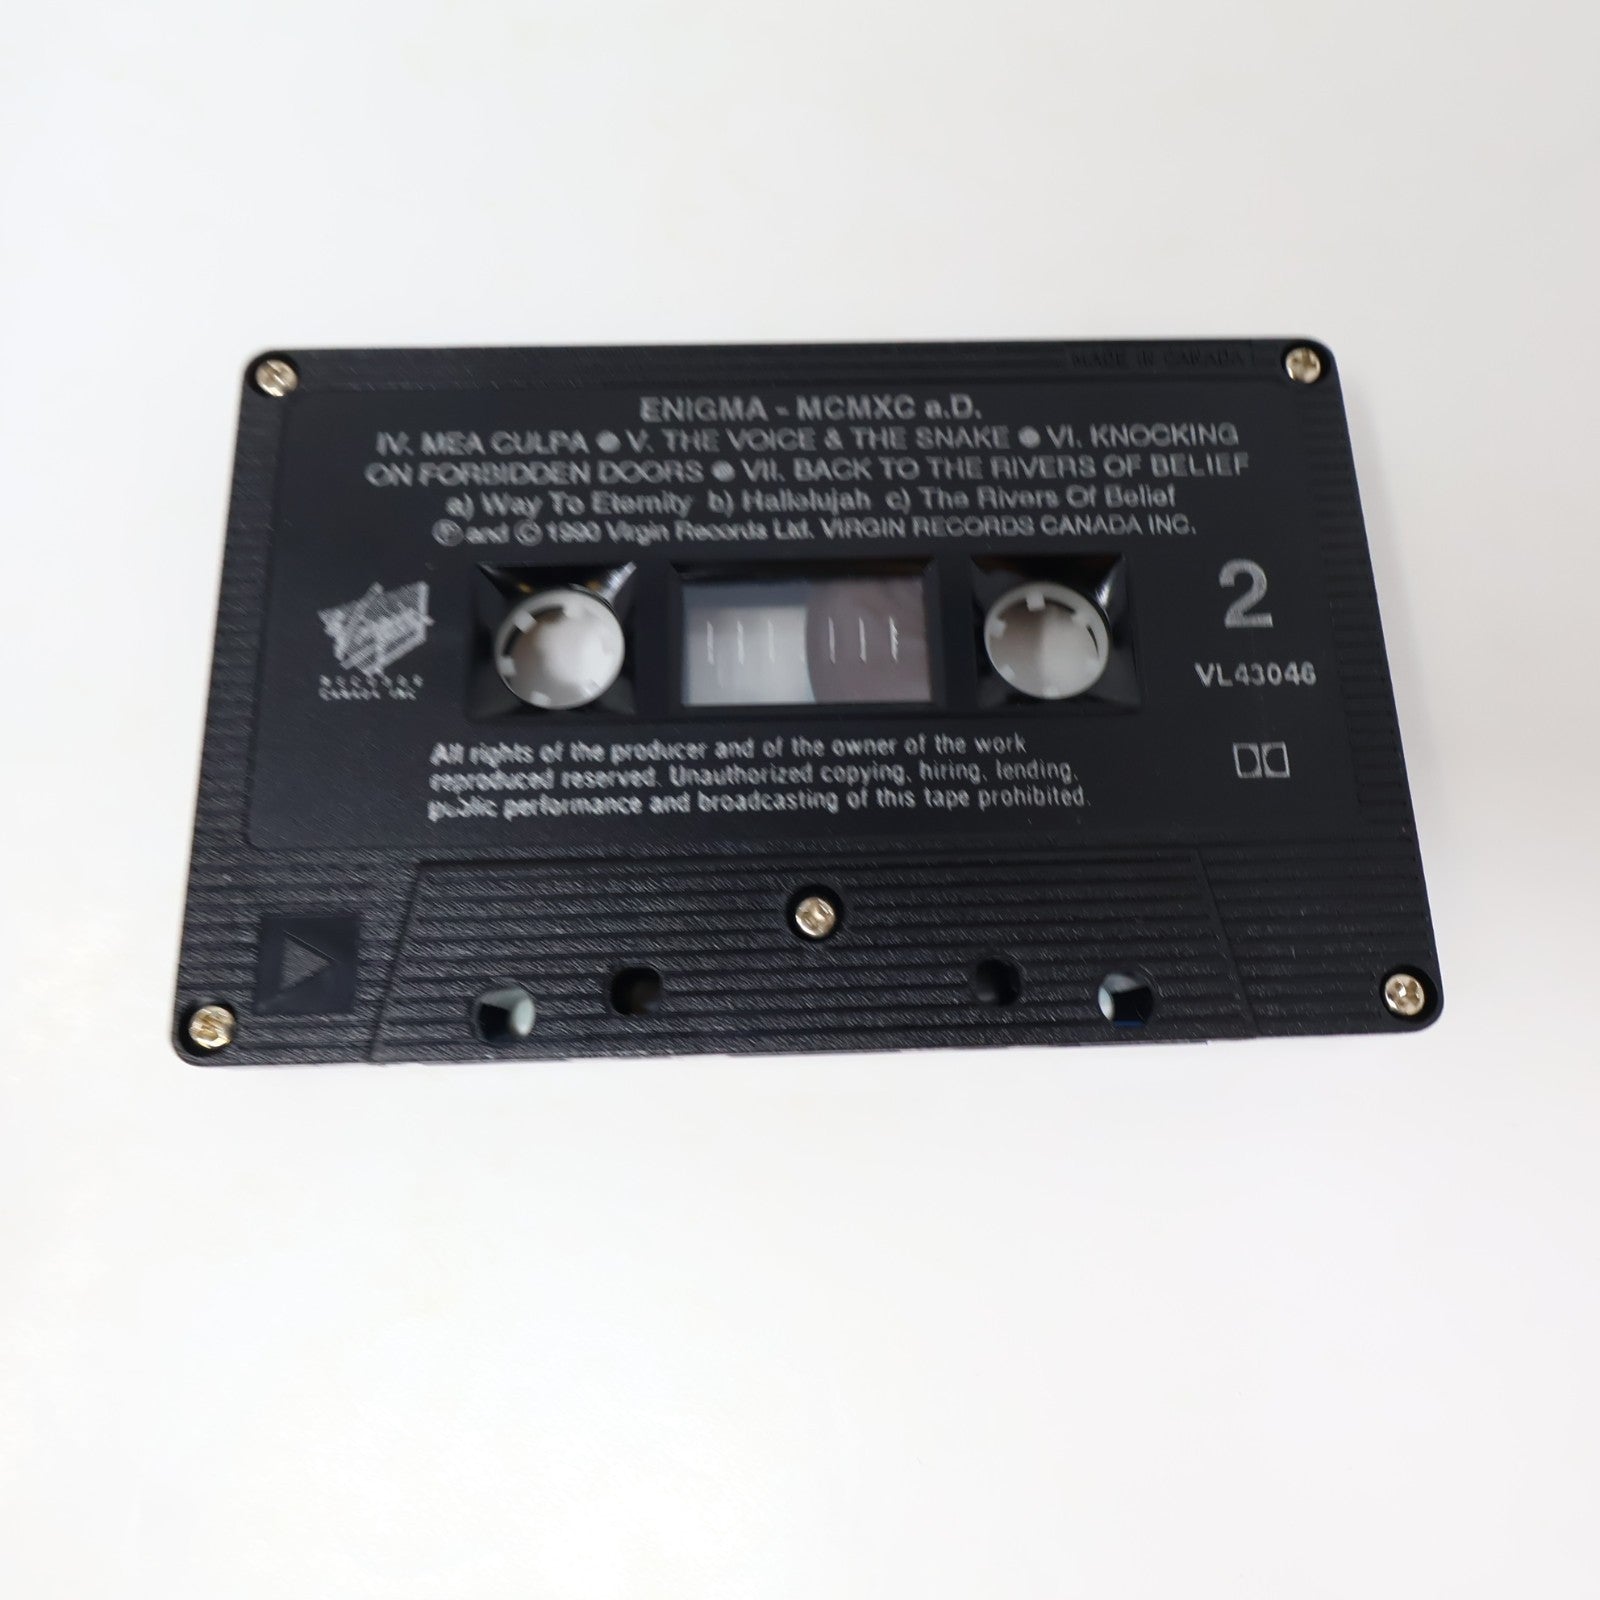 MADE IN CANADA
ENIGMA - MCMXC a.D.
IV. MEA CULPA ● V. THE VOICE & THE SNAKE ● VI. KNOCKING
ON FORBIDDEN DOORS ● VII. BACK TO THE RIVERS OF BELIEF
a) Way To Eternity b) Hallelujah c) The Rivers Of Belief
Ⓟ and © 1990 Virgin Records Ltd. VIRGIN RECORDS CANADA INC.
2
RECORDS
CANADA INC
VL43046
All rights of the producer and of the owner of the work
reproduced reserved. Unauthorized copying, hiring, lending,
public performance and broadcasting of this tape prohibited.